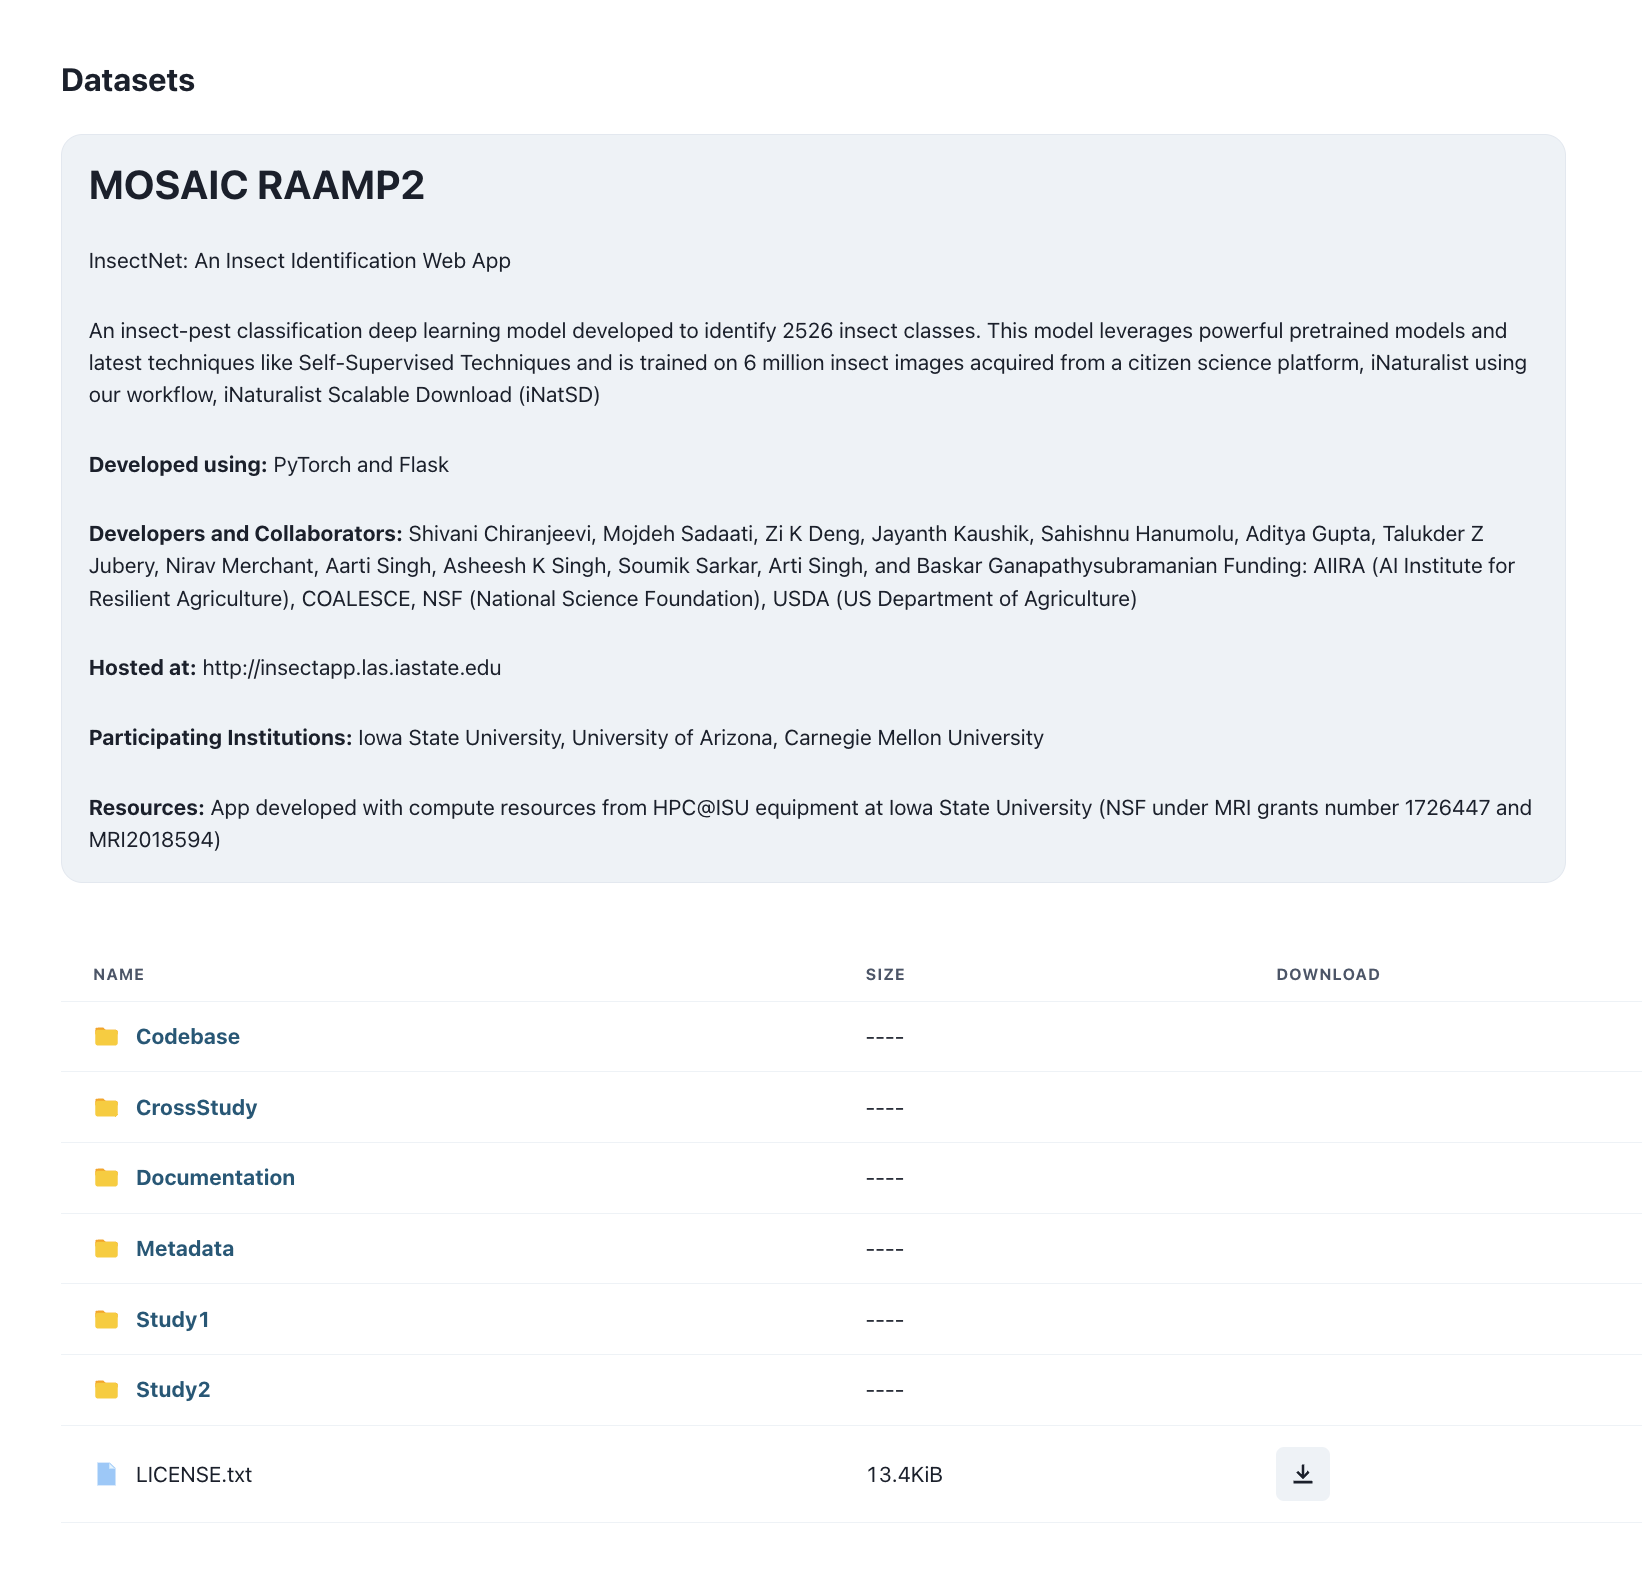 Datasets
MOSAIC RAAMP2
InsectNet: An Insect Identification Web App
An insect-pest classification deep learning model developed to identify 2526 insect classes. This model leverages powerful pretrained models and
latest techniques like Self-Supervised Techniques and is trained on 6 million insect images acquired from a citizen science platform, iNaturalist using
our workflow, iNaturalist Scalable Download (iNatSD)
Developed using: PyTorch and Flask
Developers and Collaborators: Shivani Chiranjeevi, Mojdeh Sadaati, Zi K Deng, Jayanth Kaushik, Sahishnu Hanumolu, Aditya Gupta, Talukder Z
Jubery, Nirav Merchant, Aarti Singh, Asheesh K Singh, Soumik Sarkar, Arti Singh, and Baskar Ganapathysubramanian Funding: AIIRA (AI Institute for
Resilient Agriculture), COALESCE, NSF (National Science Foundation), USDA (US Department of Agriculture)
Hosted at: http://insectapp.las.iastate.edu
Participating Institutions: Iowa State University, University of Arizona, Carnegie Mellon University
Resources: App developed with compute resources from HPC@ISU equipment at Iowa State University (NSF under MRI grants number 1726447 and
MRI2018594)
NAME SIZE DOWNLOAD
Codebase ----
CrossStudy ----
Documentation ----
Metadata ----
Study1 ----
Study2 ----
LICENSE.txt 13.4KiB